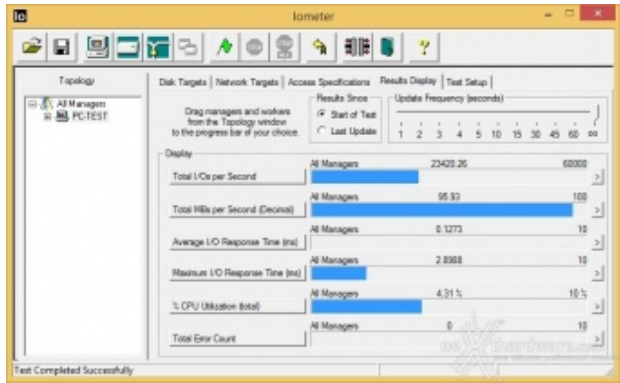 Io
Iometer
Topology
All Managers
PC-TEST
Disk Targets | Network Targets | Access Specifications | Results Display | Test Setup
Drag managers and workers
from the Topology window
to the progress bar of your choice.
Results Since
Start of Test
Last Update
Update Frequency (seconds)
1 2 3 4 5 10 15 30 45 60 ∞
Display
All Managers 23420.26 60000
Total I/Os per Second >
All Managers 95.93 100
Total MBs per Second (Decimal) >
All Managers 0.1273 10
Average I/O Response Time (ms) >
All Managers 2.8988 10
Maximum I/O Response Time (ms) >
All Managers 4.31 % 10 %
% CPU Utilization (total) >
All Managers 0 10
Total Error Count >
Test Completed Successfully